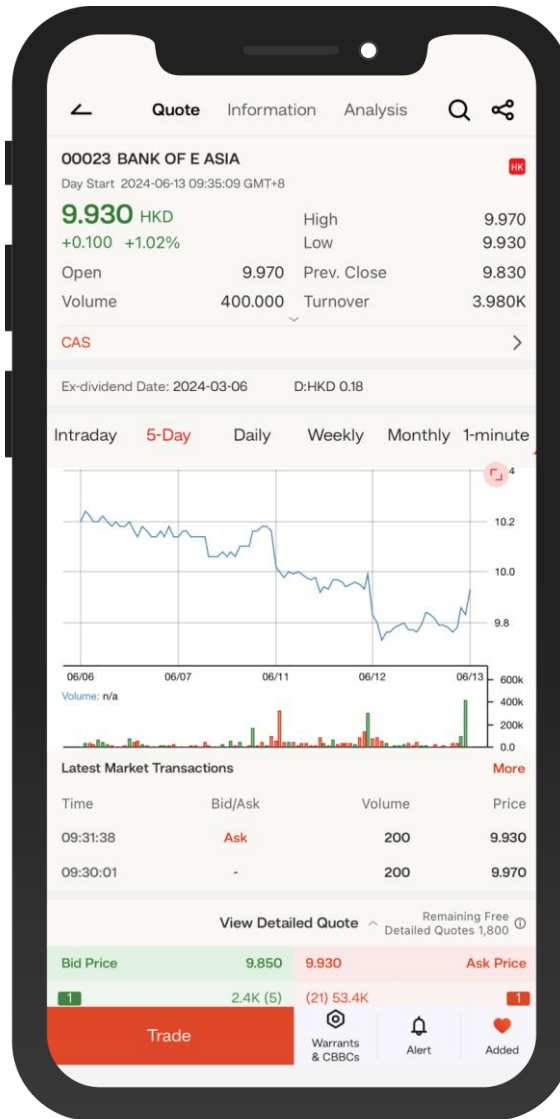 Quote Information Analysis
00023 BANK OF E ASIA
HK
Day Start 2024-06-13 09:35:09 GMT+8
9.930 HKD
High 9.970
+0.100 +1.02%
Low 9.930
Open 9.970 Prev. Close 9.830
Volume 400.000 Turnover 3.980K
CAS
Ex-dividend Date: 2024-03-06 D:HKD 0.18
Intraday 5-Day Daily Weekly Monthly 1-minute
4
10.2
10.0
9.8
06/06 06/07 06/11 06/12 06/13
Volume: n/a
600k
400k
200k
0.0
Latest Market Transactions More
Time Bid/Ask Volume Price
09:31:38 Ask 200 9.930
09:30:01 - 200 9.970
View Detailed Quote
Remaining Free
Detailed Quotes 1,800
Bid Price 9.850 9.930 Ask Price
1 2.4K (5) (21) 53.4K 1
Trade
Warrants
& CBBCs
Alert
Added